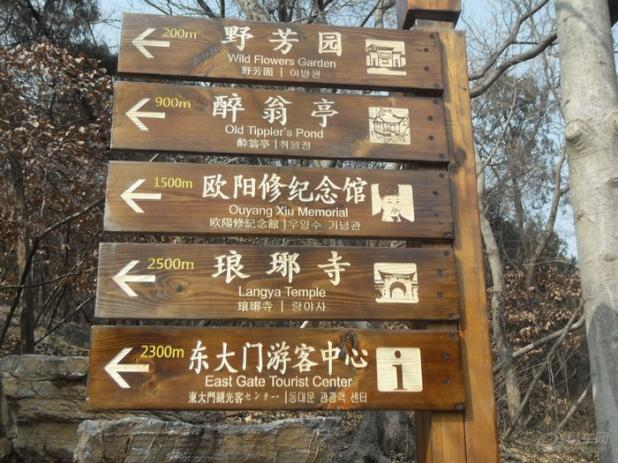 200m
野芳园
Wild Flowers Garden
野芳園 | 야방원
900m
醉翁亭
Old Tippler's Pond
酔翁亭 | 취옹정
1500m
欧阳修纪念馆
Ouyang Xiu Memorial
欧陽修記念館 | 우양수 기념관
2500m
琅琊寺
Langya Temple
琅琊寺 | 랑야사
2300m
东大门游客中心
East Gate Tourist Center
東大門観光客センター | 동대문 관광객 센타
i